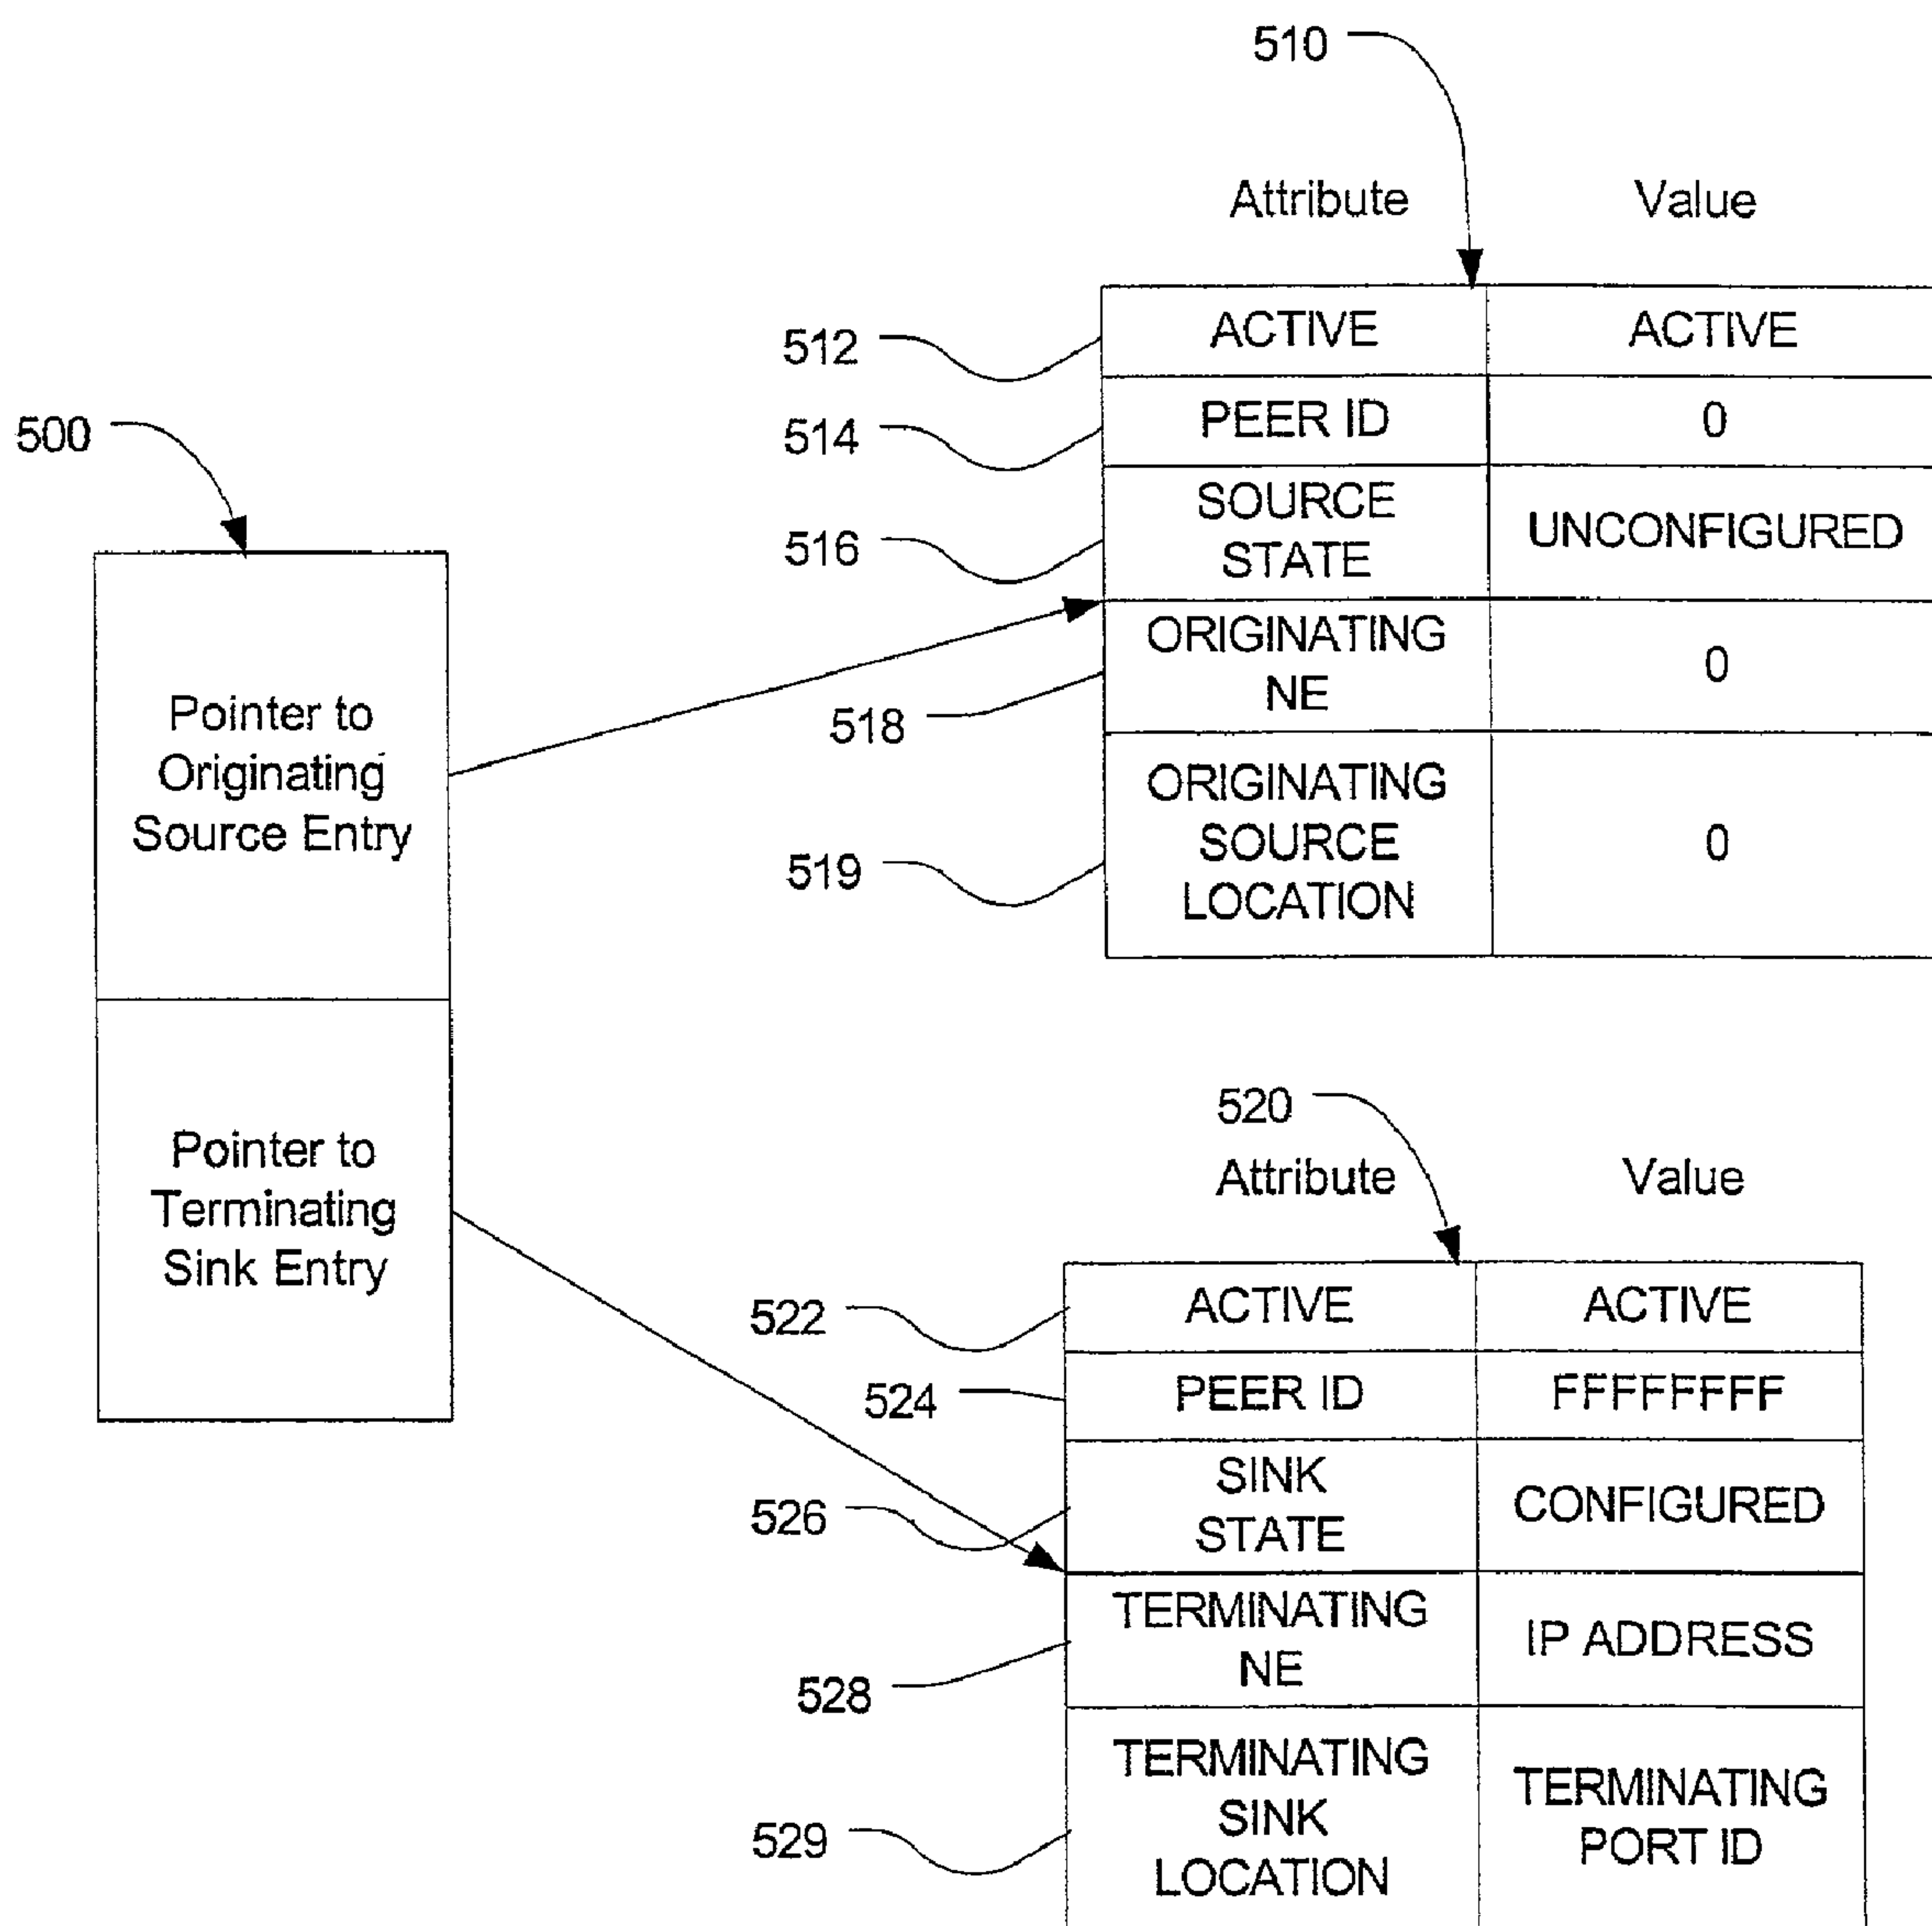 510
Attribute Value
512 ACTIVE ACTIVE
514 PEER ID 0
500
516 SOURCE STATE UNCONFIGURED
518 ORIGINATING NE 0
519 ORIGINATING SOURCE LOCATION 0
Pointer to
Originating
Source Entry
Pointer to
Terminating
Sink Entry
520
Attribute Value
522 ACTIVE ACTIVE
524 PEER ID FFFFFFFF
526 SINK STATE CONFIGURED
528 TERMINATING NE IP ADDRESS
529 TERMINATING SINK LOCATION TERMINATING PORT ID